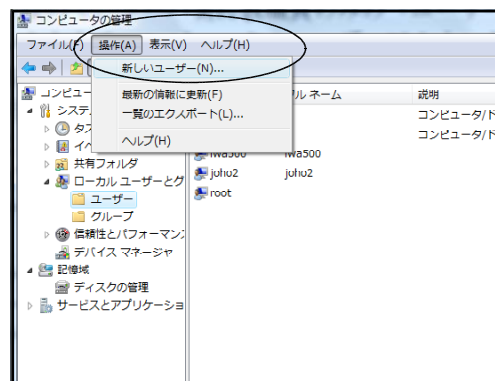 コンピュータの管理
ファイル(F) 操作(A) 表示(V) ヘルプ(H)
新しいユーザー(N)...
最新の情報に更新(F)
一覧のエクスポート(L)...
ヘルプ(H)
コンピュー
システ
タス
イベ
共有フォルダ
ローカル ユーザーとグ
ユーザー
グループ
信頼性とパフォーマンス
デバイス マネージャ
記憶域
ディスクの管理
サービスとアプリケーショ
ル ネーム 説明
コンピュータ/ド
コンピュータ/ド
iwa500 iwa500
joho2 joho2
root